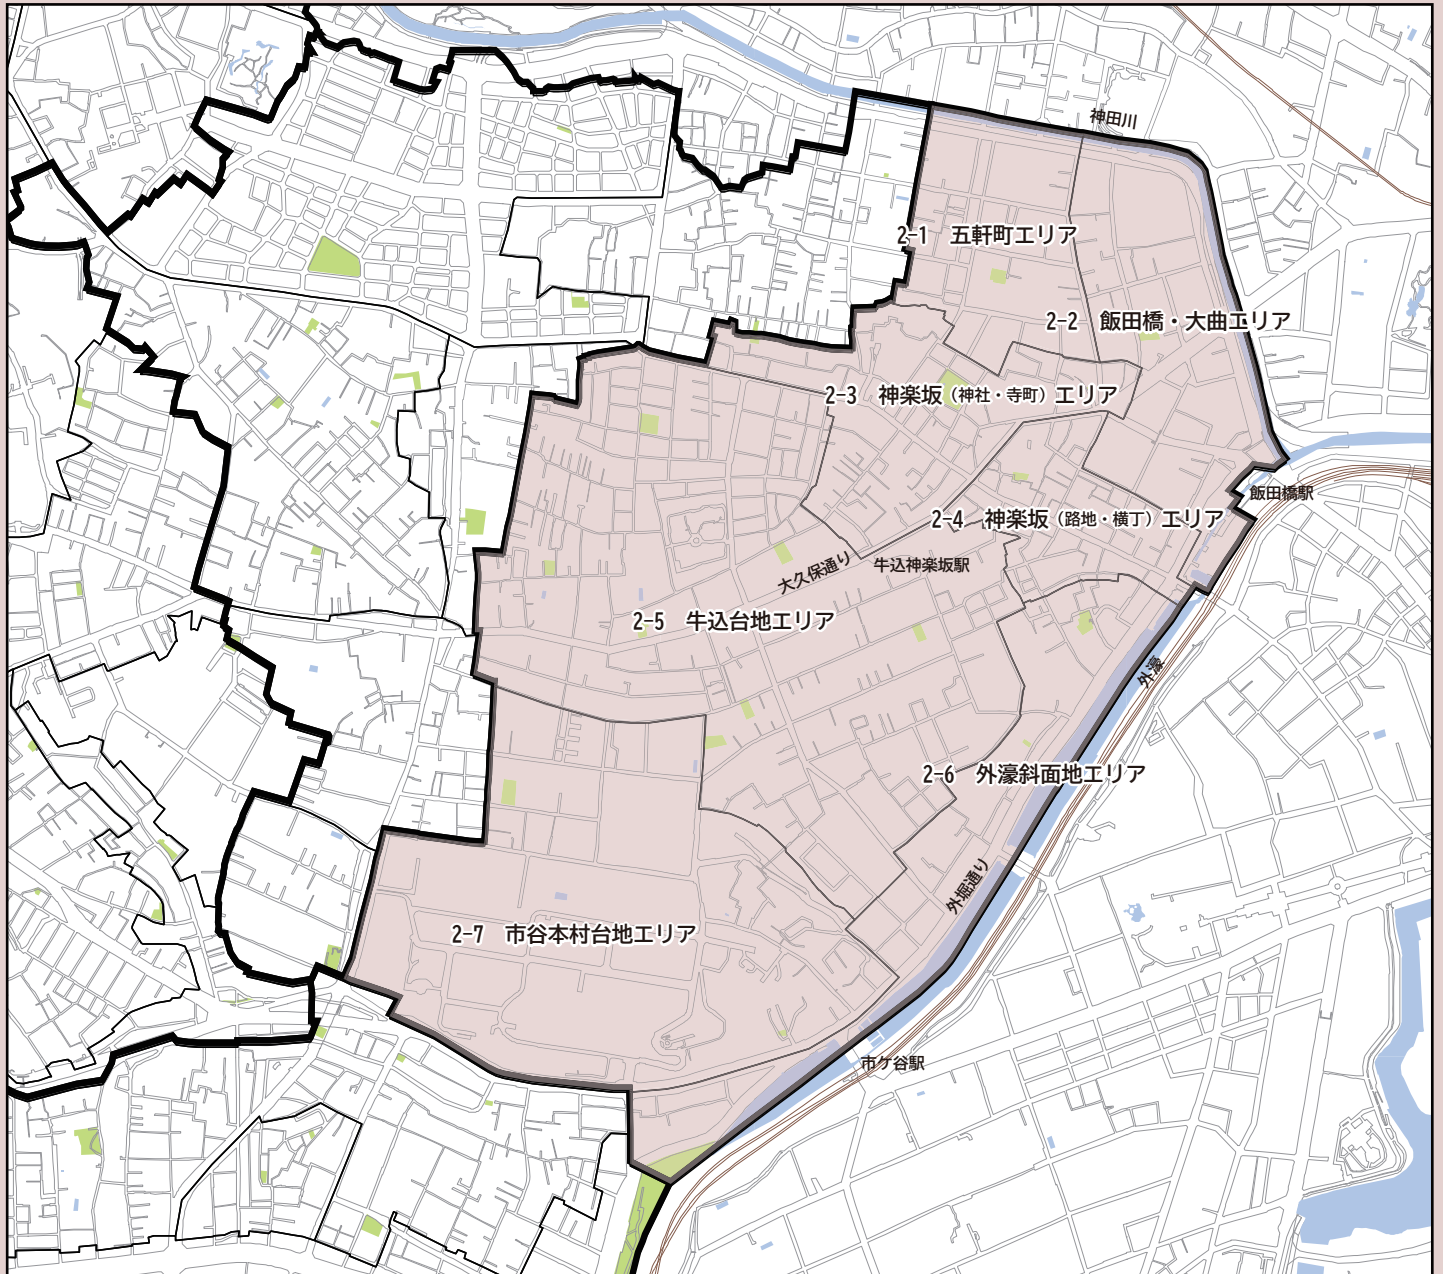 神田川
2-1 五軒町エリア
2-2 飯田橋・大曲エリア
2-3 神楽坂（神社・寺町）エリア
飯田橋駅
2-4 神楽坂（路地・横丁）エリア
大久保通り
牛込神楽坂駅
2-5 牛込台地エリア
外濠
2-6 外濠斜面地エリア
外堀通り
2-7 市谷本村台地エリア
市ケ谷駅